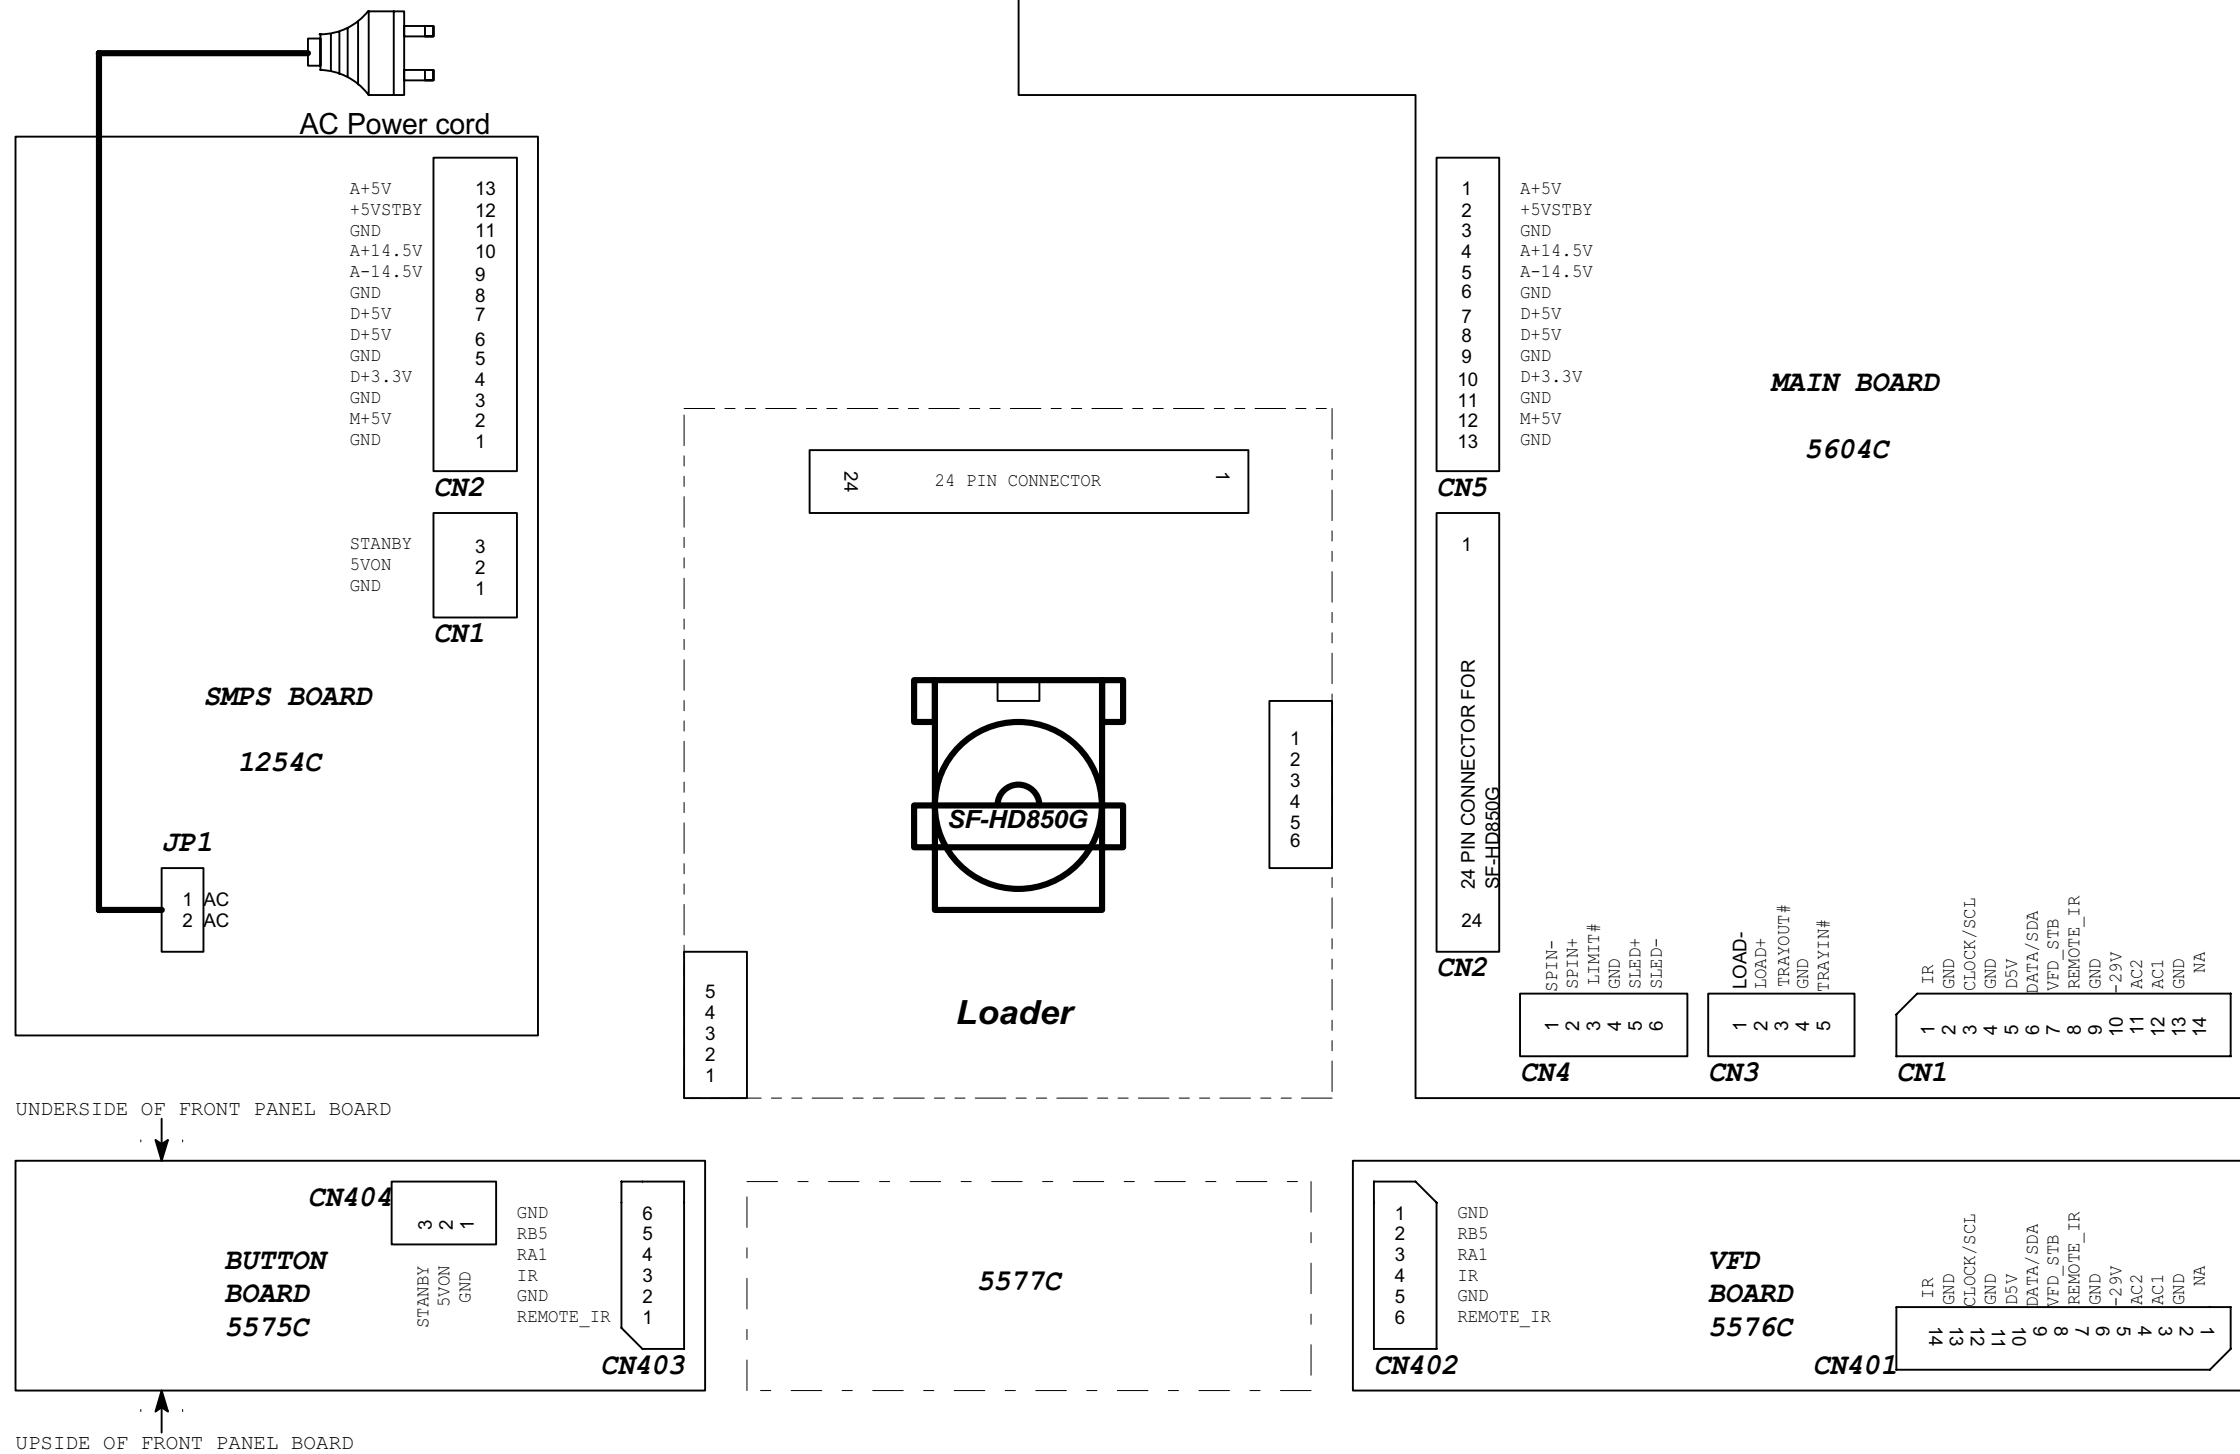 AC Power cord
A+5V 13
+5VSTBY 12
GND 11
A+14.5V 10
A-14.5V 9
GND 8
D+5V 7
D+5V 6
GND 5
D+3.3V 4
GND 3
M+5V 2
GND 1
CN2
STANBY 3
5VON 2
GND 1
CN1
SMPS BOARD
1254C
JP1
1 AC
2 AC
24 24 PIN CONNECTOR 1
SF-HD850G
1
2
3
4
5
6
5
4
3
2
1
Loader
1 A+5V
2 +5VSTBY
3 GND
4 A+14.5V
5 A-14.5V
6 GND
7 D+5V
8 D+5V
9 GND
10 D+3.3V
11 GND
12 M+5V
13 GND
CN5
MAIN BOARD
5604C
1
24 PIN CONNECTOR FOR
SF-HD850G
24
CN2
SPIN- SPIN+ LIMIT# GND SLED+ SLED-
1 2 3 4 5 6
CN4
LOAD- LOAD+ TRAYOUT# GND TRAYIN#
1 2 3 4 5
CN3
IR GND CLOCK/SCL GND D5V DATA/SDA VFD_STB REMOTE_IR GND -29V AC2 AC1 GND NA
1 2 3 4 5 6 7 8 9 10 11 12 13 14
CN1
UNDERSIDE OF FRONT PANEL BOARD
CN404
3 2 1
STANBY 5VON GND
BUTTON
BOARD
5575C
GND 6
RB5 5
RA1 4
IR 3
GND 2
REMOTE_IR 1
CN403
UPSIDE OF FRONT PANEL BOARD
5577C
1 GND
2 RB5
3 RA1
4 IR
5 GND
6 REMOTE_IR
CN402
VFD
BOARD
5576C
IR GND CLOCK/SCL GND D5V DATA/SDA VFD_STB REMOTE_IR GND -29V AC2 AC1 GND NA
14 13 12 11 10 9 8 7 6 5 4 3 2 1
CN401